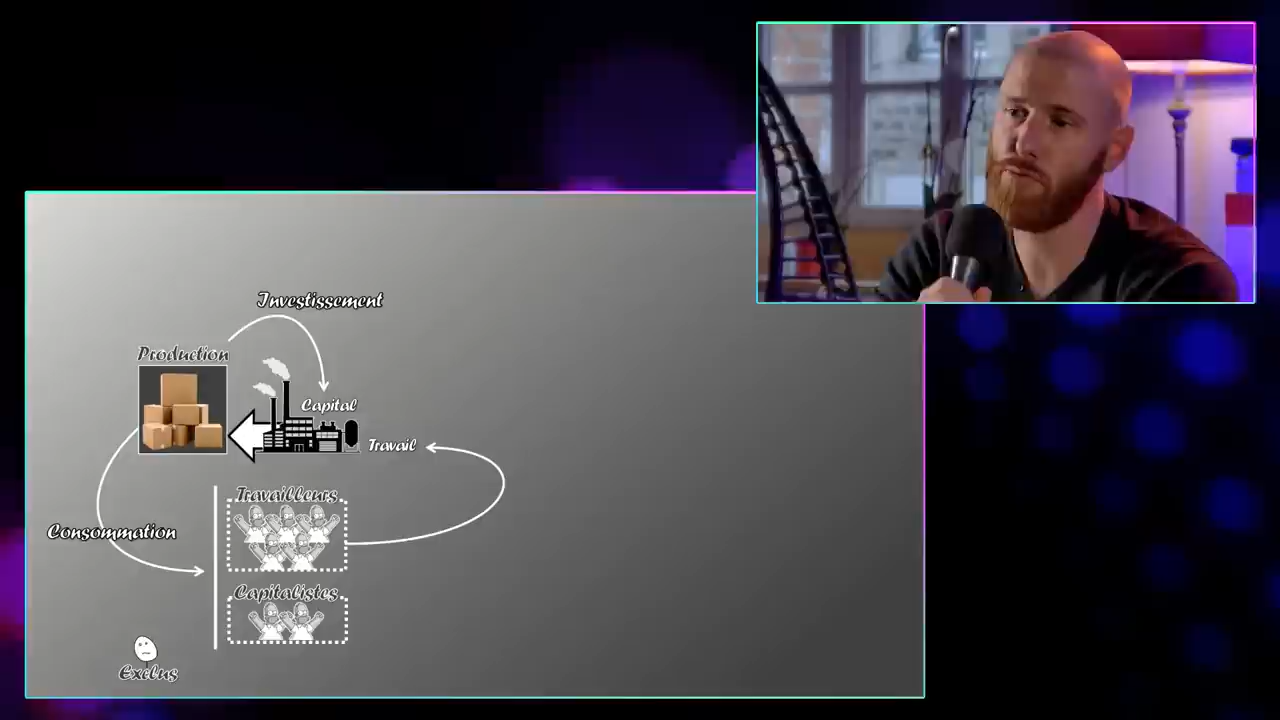 Investissement
Production
Capital
Travail
Travailleurs
Consommation
Capitalistes
Exclus